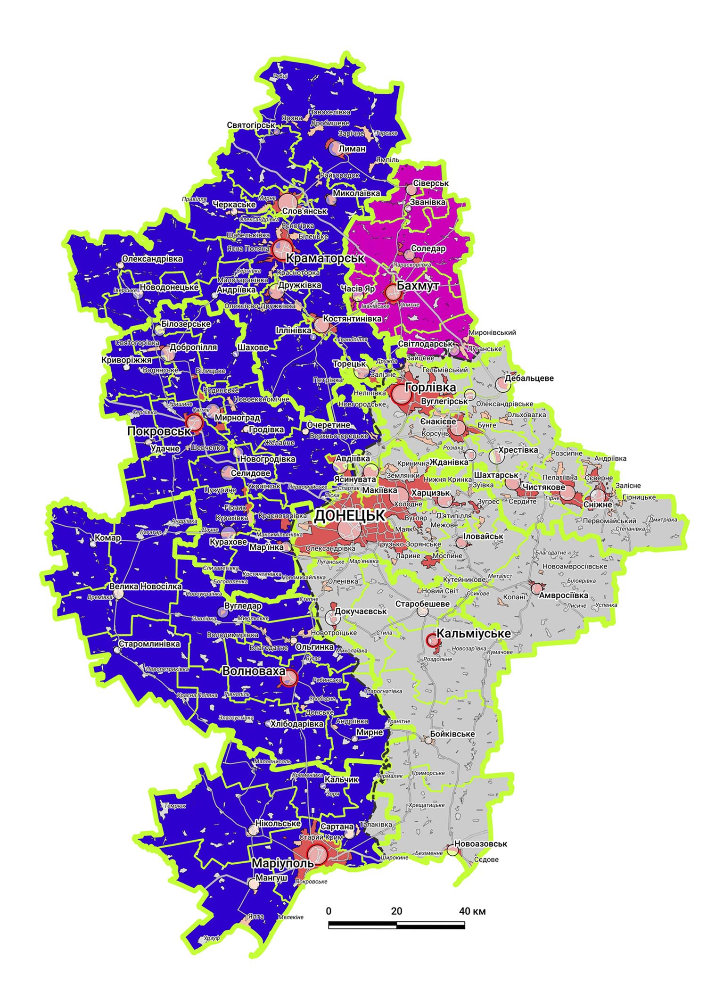 Рубці
Новоселівка
Ярова
Дробишеве
Святогірськ
Зарічне
Торське
Лиман
Ямпіль
Райгородок
Сіверськ
Миколаївка
Мирне
Привілля
Званівка
Черкаське
Слов'янськ
Олександрівка
Ясногірка
Шабельківка
Біленьке
Ясна Поляна
Соледар
Краматорськ
Олександрівка
Парасковіївка
Сергіївка
Красноторка
Малотаранівка
Іверське
Новодонецьке
Андріївка
Дружківка
Часів Яр
Бахмут
Олексієво-Дружківка
Іванівське
Опитне
Костянтинівка
Білозерське
Іллінівка
Миронівський
Іванопілля
Святогорівка
Добропілля
Шахове
Світлодарськ
Луганське
Зайцеве
Криворіжжя
Торецьк
Дружба
Водянське
Білицьке
Залізне
Гольмівський
Петрівка
Дебальцеве
Родинське
Неліпівка
Горлівка
Новоекономічне
Вуглегірськ
Гришине
Новгородське
Олександрівське
Сергіївка
Світле
Ольховатка
Мирноград
Єнакієве
Покровськ
Гродівка
Очеретине
Бунге
Верхньоторецьке
Корсунь
Удачне
Шевченко
Желанне
Розівка
Хрестівка
Розсипне
Новогродівка
Авдіївка
Кринична
Жданівка
Андріївка
Селидове
Ясинувата
Землянки
Нижня Кринка
Шахтарськ
Пелагіївка
Сєверне
Цукурине
Українськ
Первомайське
Спартак
Макіївка
Харцизьк
Зуївка
Чистякове
Залісне
Піски
Гірне
Гірницьке
Холодне
Зугрес
Сердите
Сніжне
Гірник
Курахівка
Красногорівка
ДОНЕЦЬК
Вугляр
П'ятипілля
Межове
Первомайський
Дмитрівка
Андріївка
Степанівка
Багатир
Дачне
Маяк
Комар
Максимільянівка
Іловайськ
Курахове
Мар'їнка
Олександрівка
Грузько-Зорянське
Благодатне
Ларине
Моспине
Луганське
Мар'янівка
Єлизаветівка
Новоамвросіївське
Костянтинівка
Новомихайлівка
Богоявленка
Оленівка
Кутейникове
Металіст
Білоярівка
Велика Новосілка
Новий Світ
Осикове
Новоукраїнка
Времівка
Степне
Копані
Амвросіївка
Вугледар
Старобешеве
Лисиче
Успенка
Павлівка
Микільське
Докучаєвськ
Новотроїцьке
Стила
Кальміуське
Володимирівка
Старомлинівка
Благодатне
Ольгинка
Миколаївка
Новозар'ївка
Кумачове
Бугас
Роздольне
Новопетриківка
Волноваха
Рибинське
Красна Поляна
Рівнопіль
Старогнатівка
Свободне
Донське
Златоустівка
Хлібодарівка
Андріївка
Гранітне
Мирне
Бойківське
Малоянисоль
Кременівка
Кальчик
Чермалик
Приморське
Зоря
Темрюк
Хрещатицьке
Нікольське
Сартана
Талаківка
Старий Крим
Новоазовськ
Безіменне
Широкине
Сєдове
Маріуполь
Мангуш
Покровське
0 20 40 км
Ялта
Мелекіне
Урзуф